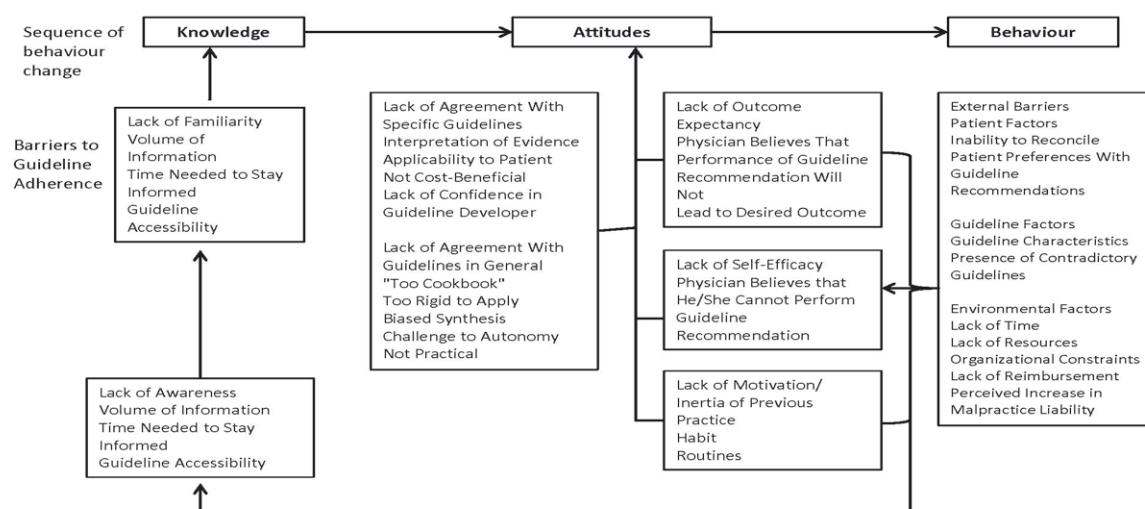 Sequence of
behaviour
change
Knowledge
Attitudes
Behaviour
Barriers to
Guideline
Adherence
Lack of Familiarity
Volume of
Information
Time Needed to Stay
Informed
Guideline
Accessibility
Lack of Awareness
Volume of Information
Time Needed to Stay
Informed
Guideline Accessibility
Lack of Agreement With
Specific Guidelines
Interpretation of Evidence
Applicability to Patient
Not Cost-Beneficial
Lack of Confidence in
Guideline Developer
Lack of Agreement With
Guidelines in General
"Too Cookbook"
Too Rigid to Apply
Biased Synthesis
Challenge to Autonomy
Not Practical
Lack of Outcome
Expectancy
Physician Believes That
Performance of Guideline
Recommendation Will
Not
Lead to Desired Outcome
Lack of Self-Efficacy
Physician Believes that
He/She Cannot Perform
Guideline
Recommendation
Lack of Motivation/
Inertia of Previous
Practice
Habit
Routines
External Barriers
Patient Factors
Inability to Reconcile
Patient Preferences With
Guideline
Recommendations
Guideline Factors
Guideline Characteristics
Presence of Contradictory
Guidelines
Environmental Factors
Lack of Time
Lack of Resources
Organizational Constraints
Lack of Reimbursement
Perceived Increase in
Malpractice Liability